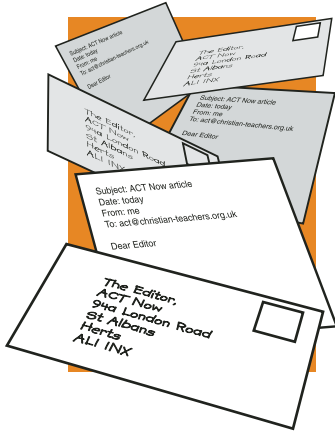 Subject: ACT Now article
Date: today
From: me
To: act@christian-teachers.org.uk
Dear Editor
The Editor,
ACT Now
94a London Road
St Albans
Herts
AL1 1NX
Subject: ACT Now article
Date: today
From: me
To: act@christian-teachers.org.uk
Dear Editor
The Editor,
ACT Now
94a London Road
St Albans
Herts
AL1 1NX
Subject: ACT Now article
Date: today
From: me
To: act@christian-teachers.org.uk
Dear Editor
The Editor,
ACT Now
94a London Road
St Albans
Herts
AL1 1NX